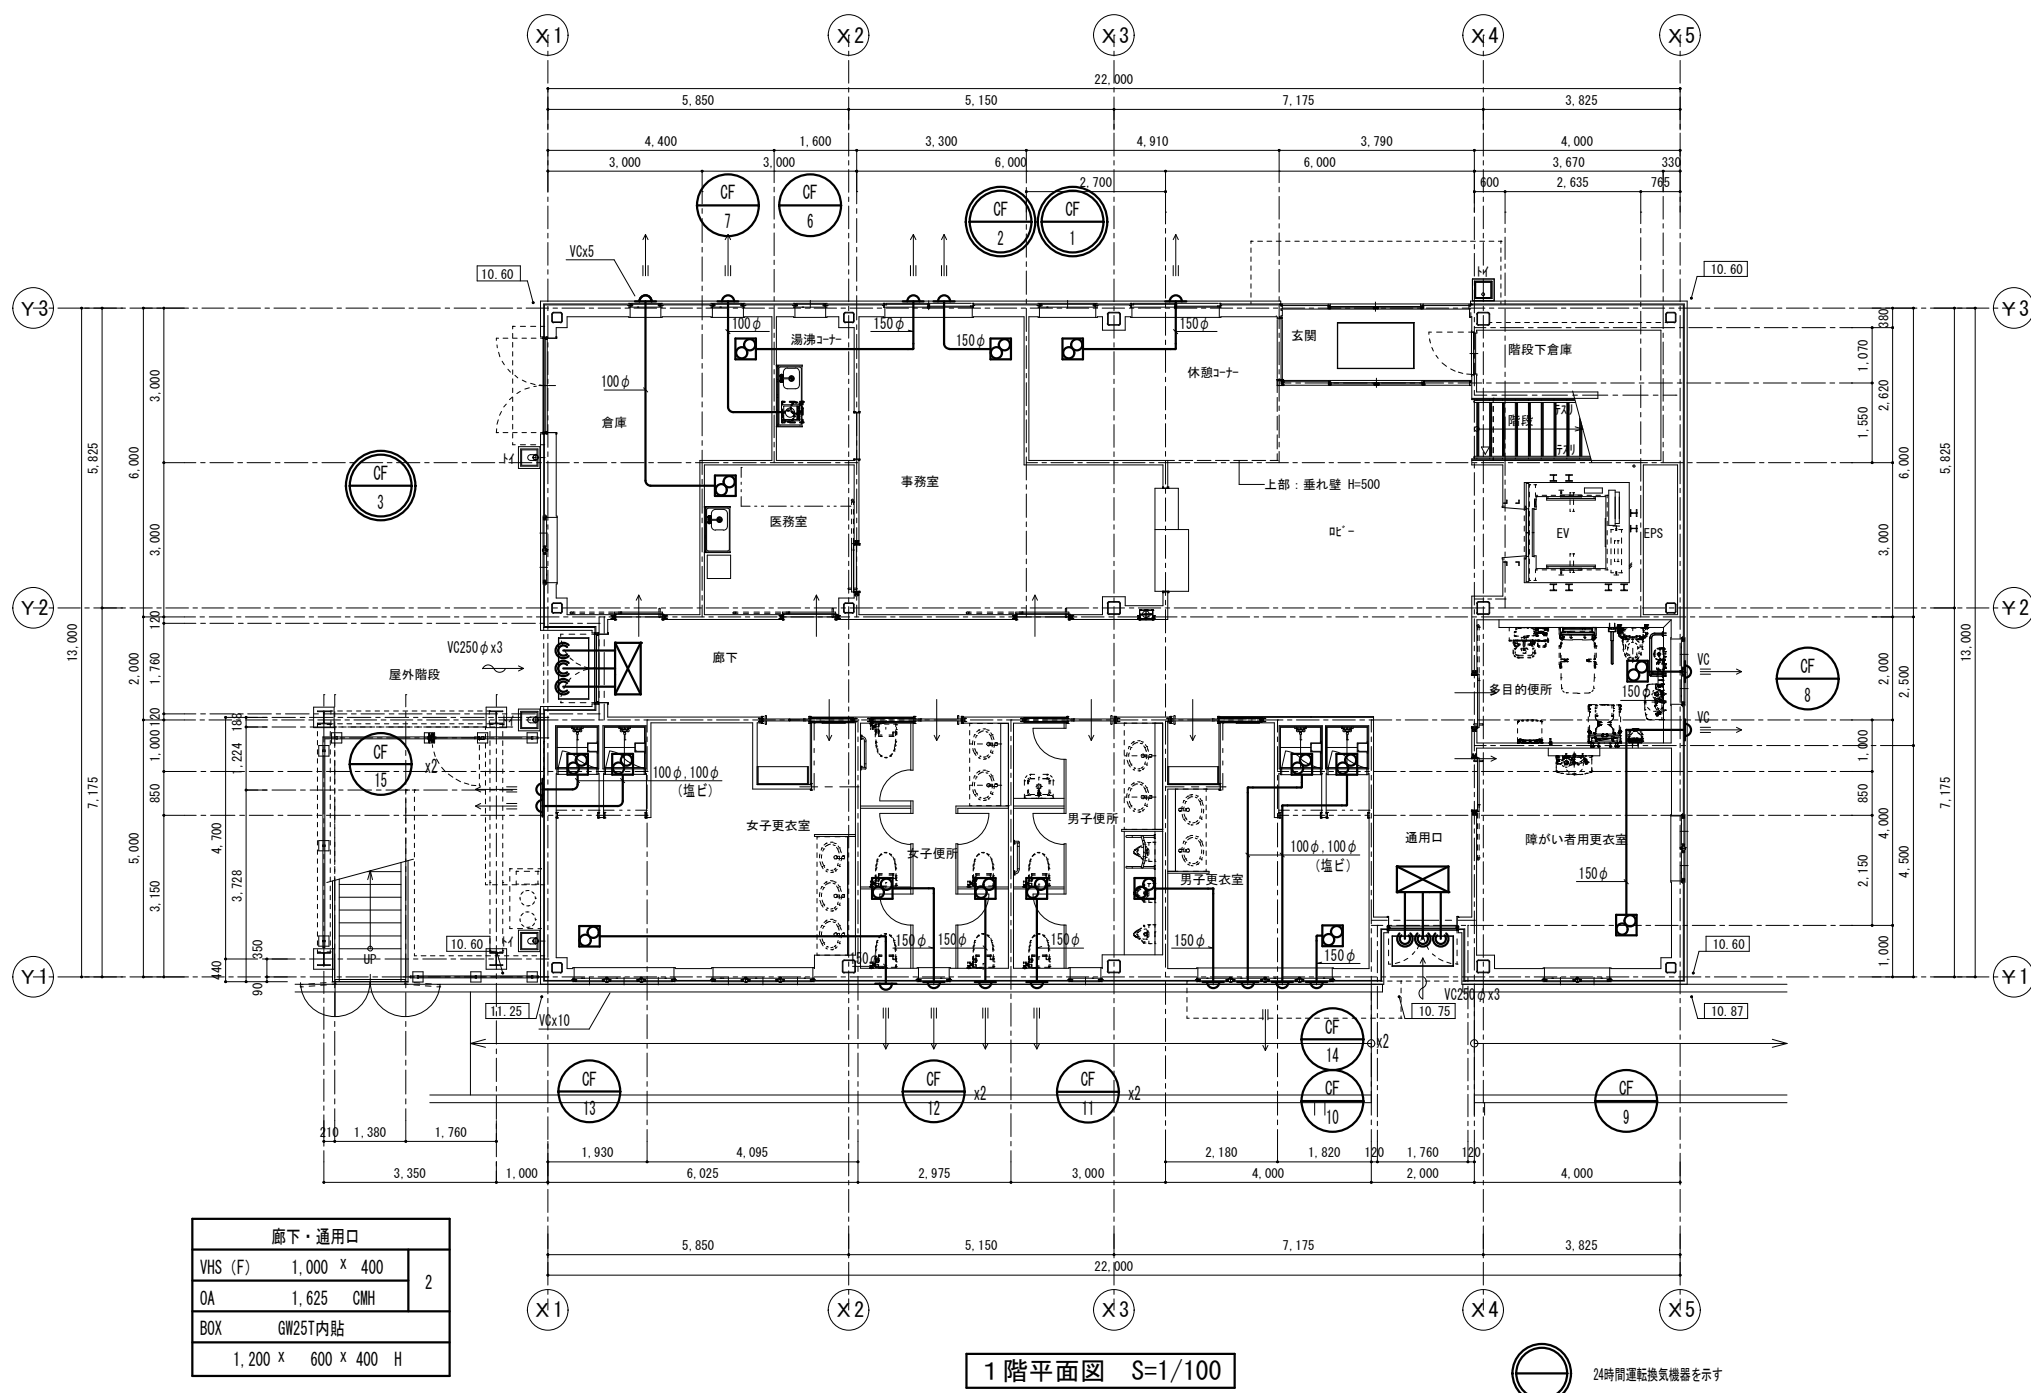 X1 X2 X3 X4 X5
22,000
5,850 5,150 7,175 3,825
4,400 1,600 3,300 4,910 3,790 4,000
3,000 3,000 6,000 6,000 3,670 330
2,700 600 2,635 765
CF 7
CF 6
CF 2
CF 1
VCx5
10.60
10.60
Y3
Y3
100φ
湯沸コーナー
150φ
150φ
150φ
玄関
階段下倉庫
休憩コーナー
100φ
倉庫
階段
テスリ
テスリ
トイ
トイ
CF 3
事務室
上部：垂れ壁 H=500
医務室
ロビー
EV
EPS
Y2
Y2
VC250φx3
屋外階段
廊下
多目的便所
150φ
VC
VC
CF 8
トイ
CF 15 x2
100φ,100φ
(塩ビ)
女子更衣室
女子便所
男子便所
男子更衣室
100φ,100φ
(塩ビ)
通用口
障がい者用更衣室
150φ
UP
10.60
トイ
150φ
150φ
150φ
150φ
150φ
150φ
10.60
Y1
Y1
11.25
VCx10
VC250φx3
10.75
10.87
CF 14 x2
CF 13
CF 12 x2
CF 11 x2
CF 10
CF 9
13,000
5,825
7,175
3,000
6,000
3,000
120
2,000
1,760
120
188
1,000
1,224
850
4,700
5,000
3,728
3,150
350
440
90
380
1,070
2,620
1,550
6,000
5,825
3,000
2,000
2,500
13,000
1,000
850
4,000
2,150
4,500
7,175
1,000
210 1,380 1,760
3,350 1,000
1,930 4,095 2,180 1,820 120 1,760 120
6,025 2,975 3,000 4,000 2,000 4,000
5,850 5,150 7,175 3,825
22,000
X1 X2 X3 X4 X5
廊下・通用口
VHS (F) 1,000 x 400
2
OA 1,625 CMH
BOX GW25T内貼
1,200 x 600 x 400 H
1階平面図 S=1/100
24時間運転換気機器を示す